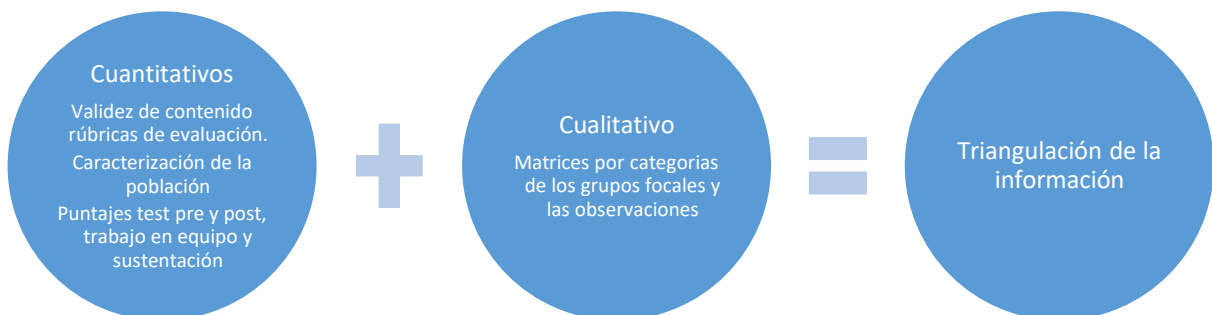 Cuantitativos
Validez de contenido
rúbricas de evaluación.
Caracterización de la
población
Puntajes test pre y post,
trabajo en equipo y
sustentación
Cualitativo
Matrices por categorias
de los grupos focales y
las observaciones
Triangulación de la
información